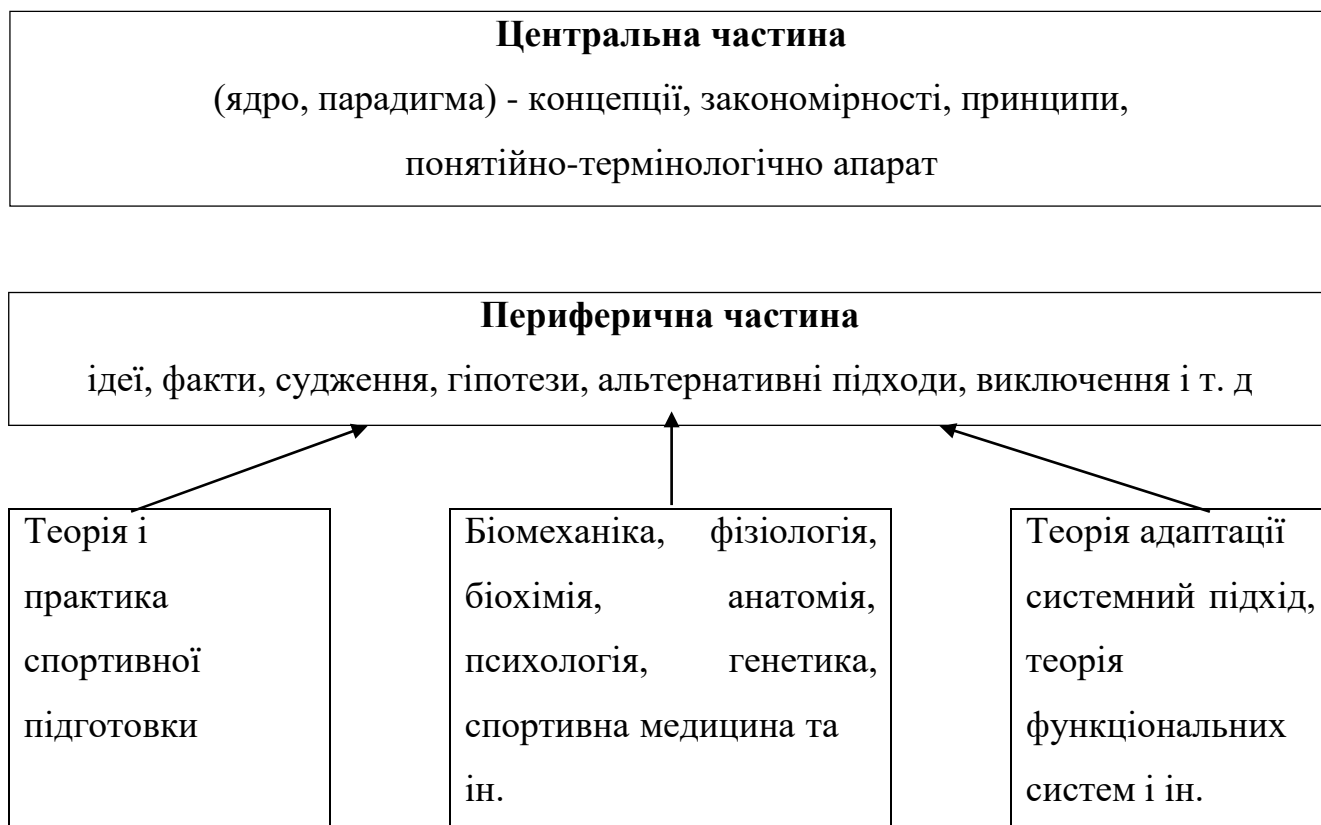 Центральна частина
(ядро, парадигма) - концепції, закономірності, принципи,
понятійно-термінологічно апарат
Периферична частина
ідеї, факти, судження, гіпотези, альтернативні підходи, виключення і т. д
Теорія і
практика
спортивної
підготовки
Біомеханіка, фізіологія,
біохімія, анатомія,
психологія, генетика,
спортивна медицина та
ін.
Теорія адаптації
системний підхід,
теорія
функціональних
систем і ін.